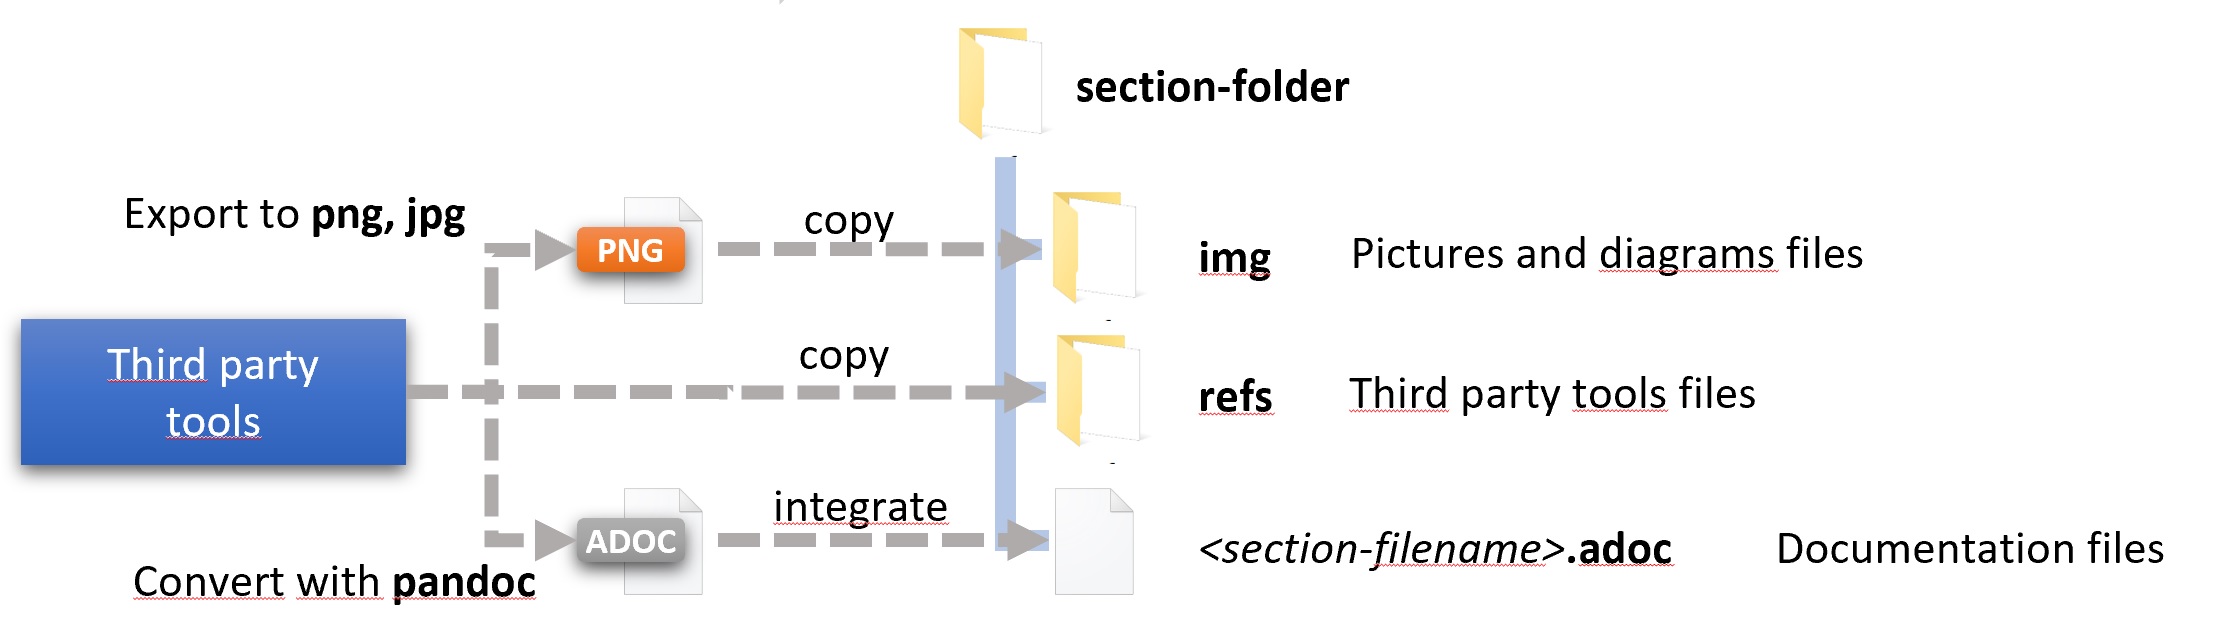 section-folder
Export to png, jpg
PNG
copy
img
Pictures and diagrams files
Third party
tools
copy
refs
Third party tools files
ADOC
integrate
<section-filename>.adoc
Documentation files
Convert with pandoc